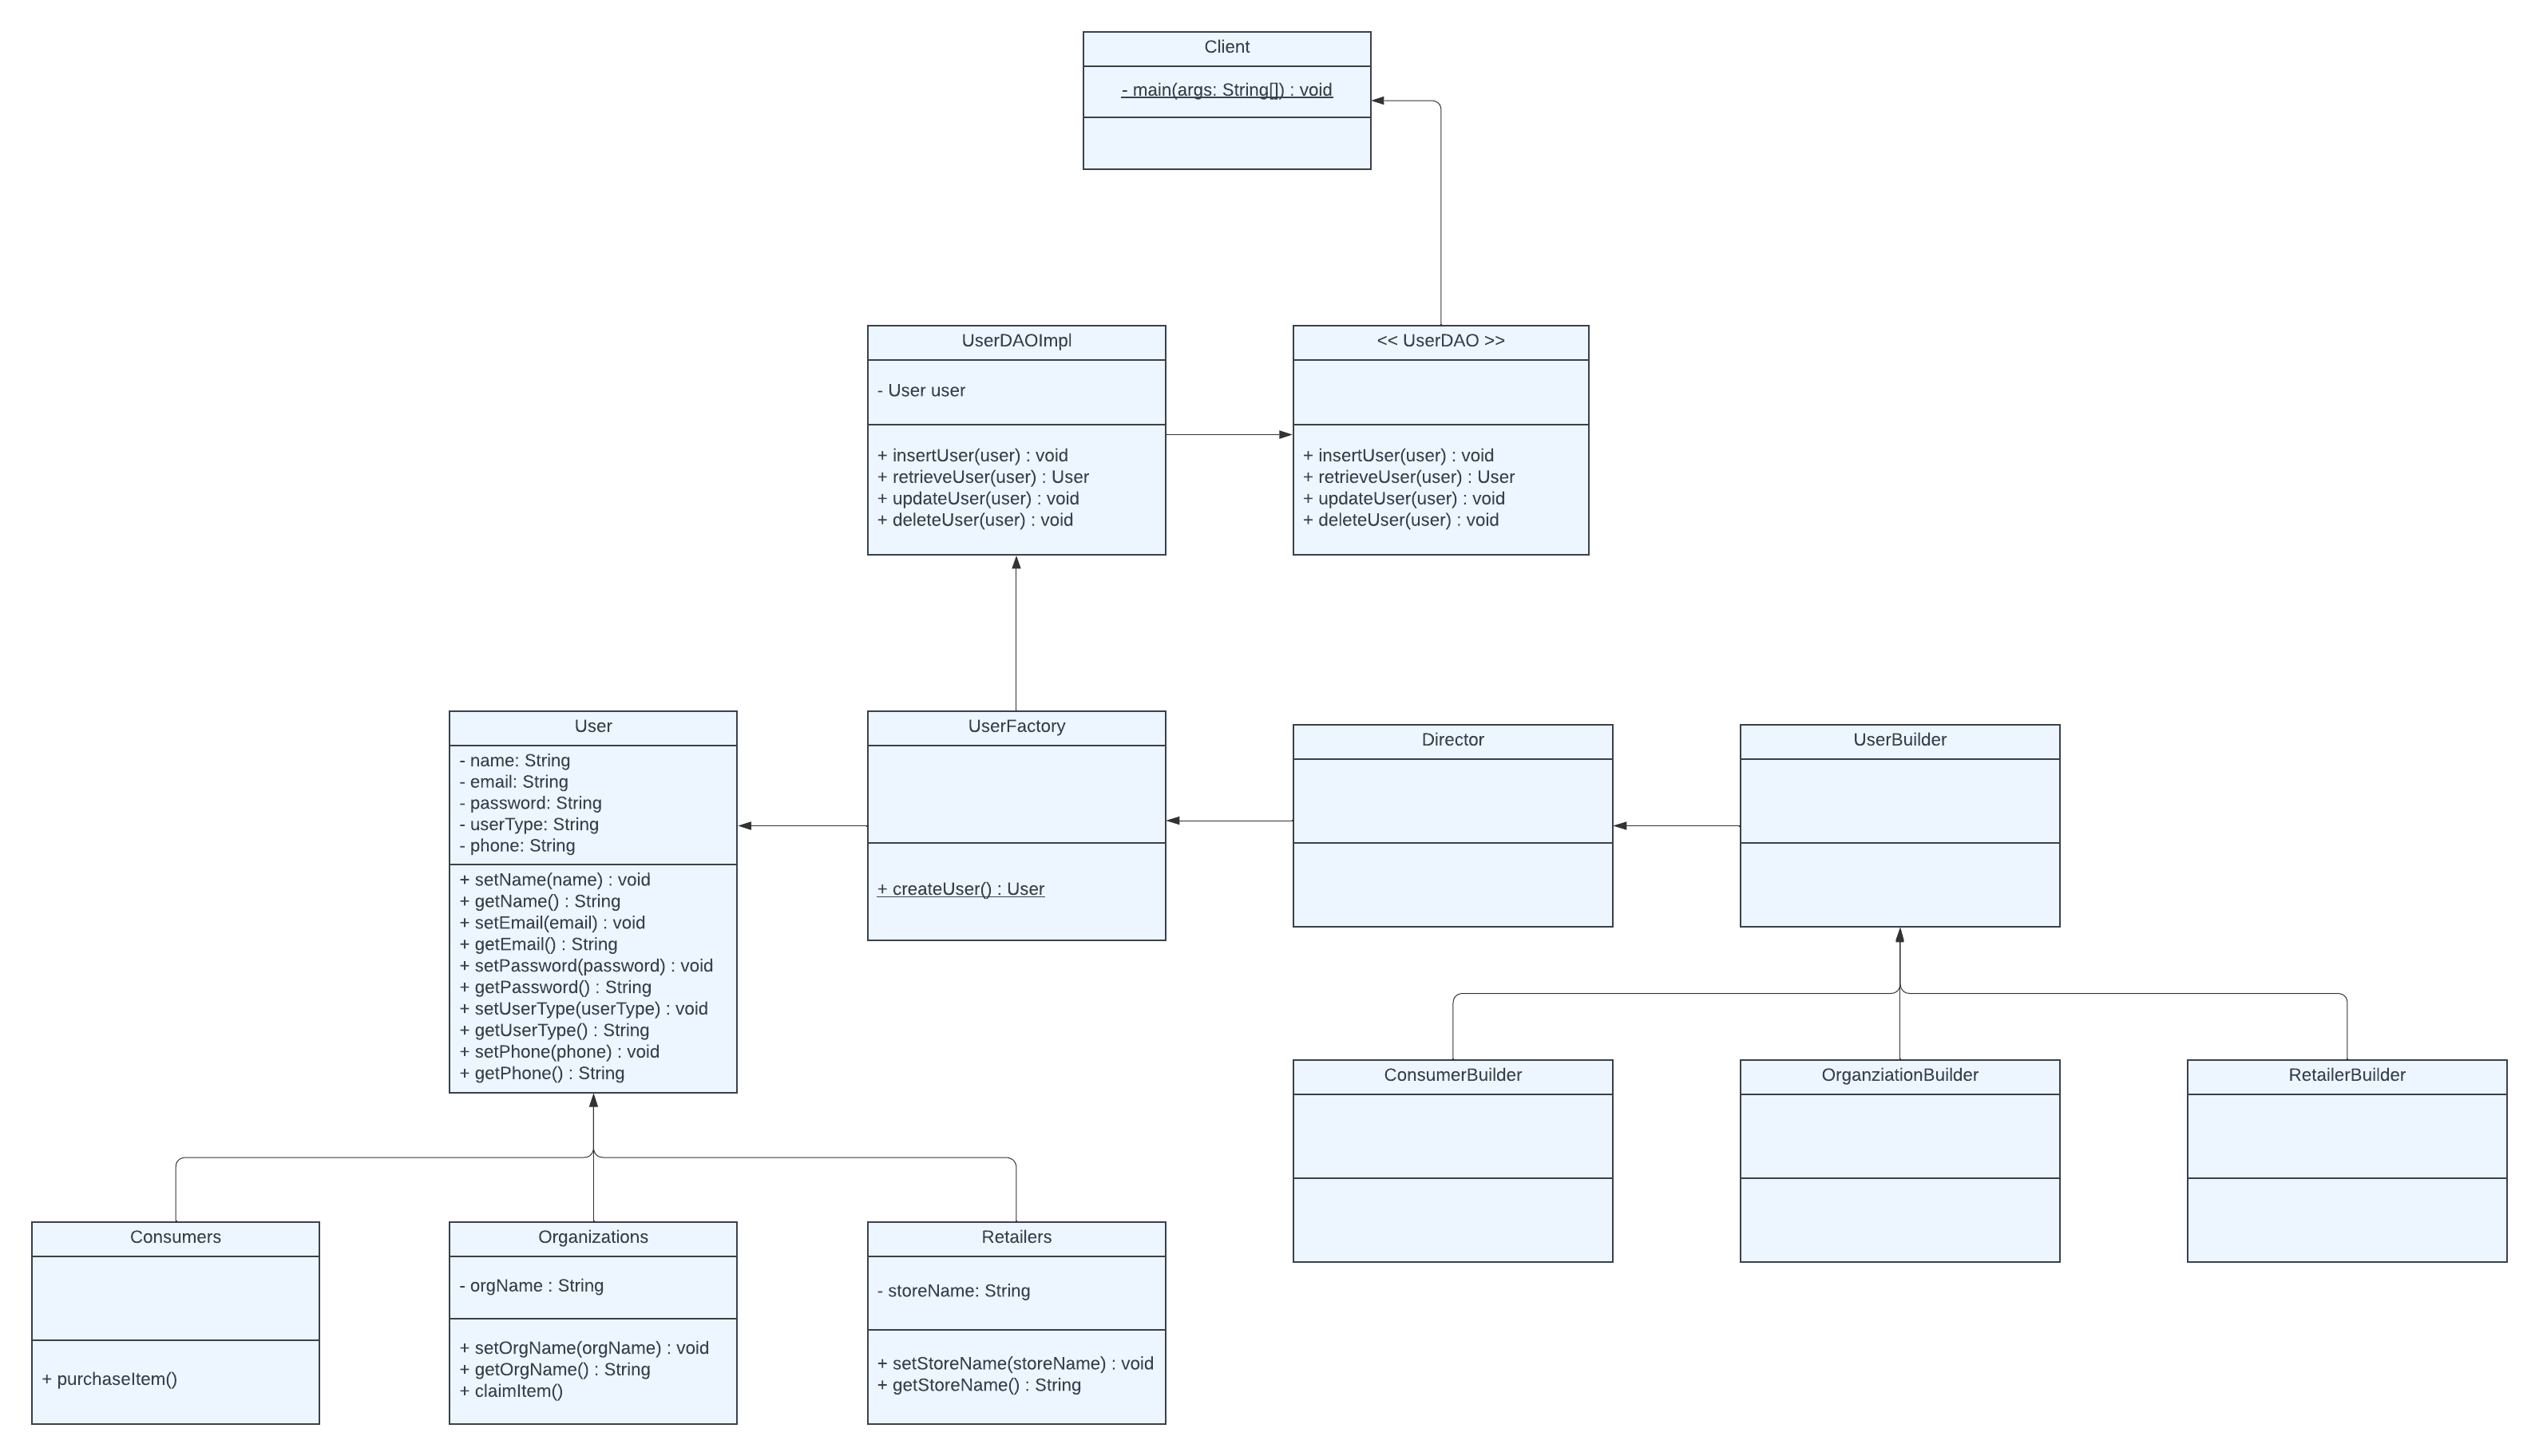 Client
- main(args: String[]) : void
UserDAOImpl
- User user
+ insertUser(user) : void
+ retrieveUser(user) : User
+ updateUser(user) : void
+ deleteUser(user) : void
<< UserDAO >>
+ insertUser(user) : void
+ retrieveUser(user) : User
+ updateUser(user) : void
+ deleteUser(user) : void
User
- name: String
- email: String
- password: String
- userType: String
- phone: String
+ setName(name) : void
+ getName() : String
+ setEmail(email) : void
+ getEmail() : String
+ setPassword(password) : void
+ getPassword() : String
+ setUserType(userType) : void
+ getUserType() : String
+ setPhone(phone) : void
+ getPhone() : String
UserFactory
+ createUser() : User
Director
UserBuilder
ConsumerBuilder
OrganziationBuilder
RetailerBuilder
Consumers
+ purchaseItem()
Organizations
- orgName : String
+ setOrgName(orgName) : void
+ getOrgName() : String
+ claimItem()
Retailers
- storeName: String
+ setStoreName(storeName) : void
+ getStoreName() : String